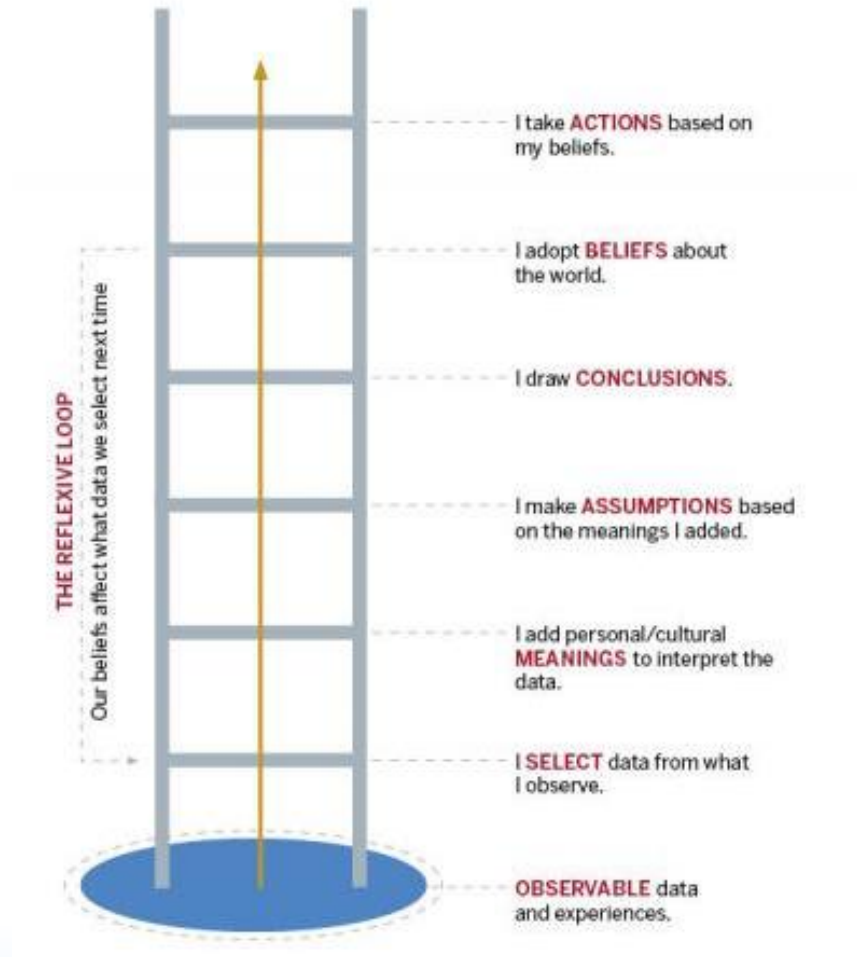 I take ACTIONS based on
my beliefs.
I adopt BELIEFS about
the world.
I draw CONCLUSIONS.
I make ASSUMPTIONS based
on the meanings I added.
I add personal/cultural
MEANINGS to interpret the
data.
I SELECT data from what
I observe.
OBSERVABLE data
and experiences.
THE REFLEXIVE LOOP
Our beliefs affect what data we select next time